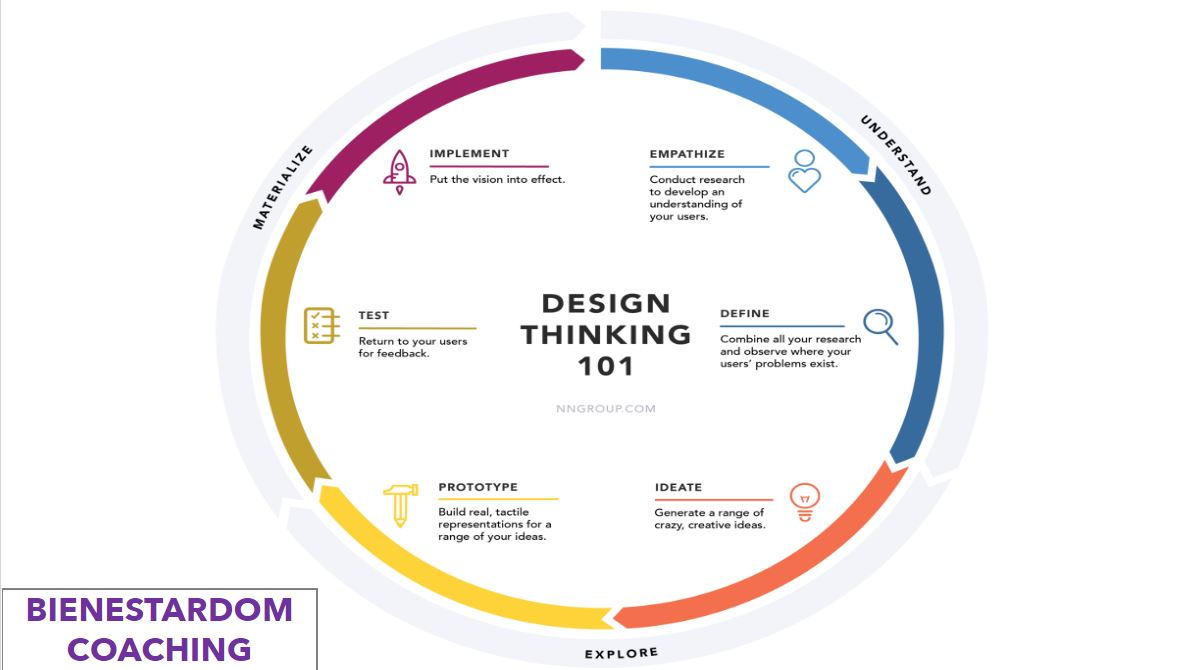 UNDERSTAND
EMPATHIZE
Conduct research
to develop an
understanding of
your users.
DEFINE
Combine all your research
and observe where your
users' problems exist.
EXPLORE
IDEATE
Generate a range of
crazy, creative ideas.
PROTOTYPE
Build real, tactile
representations for a
range of your ideas.
MATERIALIZE
TEST
Return to your users
for feedback.
IMPLEMENT
Put the vision into effect.
DESIGN
THINKING
101
NNGROUP.COM
BIENESTARDOM
COACHING